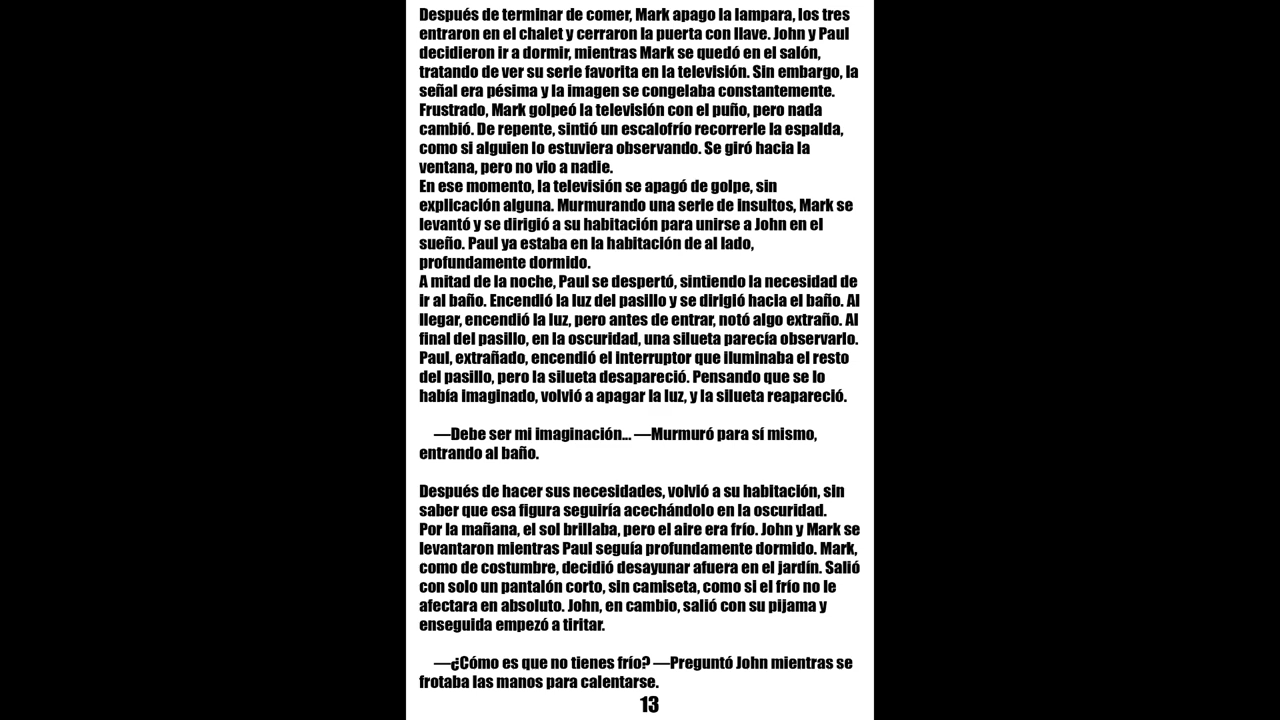 Después de terminar de comer, Mark apago la lampara, los tres
entraron en el chalet y cerraron la puerta con llave. John y Paul
decidieron ir a dormir, mientras Mark se quedó en el salón,
tratando de ver su serie favorita en la televisión. Sin embargo, la
señal era pésima y la imagen se congelaba constantemente.
Frustrado, Mark golpeó la televisión con el puño, pero nada
cambió. De repente, sintió un escalofrío recorrerle la espalda,
como si alguien lo estuviera observando. Se giró hacia la
ventana, pero no vio a nadie.
En ese momento, la televisión se apagó de golpe, sin
explicación alguna. Murmurando una serie de insultos, Mark se
levantó y se dirigió a su habitación para unirse a John en el
sueño. Paul ya estaba en la habitación de al lado,
profundamente dormido.
A mitad de la noche, Paul se despertó, sintiendo la necesidad de
ir al baño. Encendió la luz del pasillo y se dirigió hacia el baño. Al
llegar, encendió la luz, pero antes de entrar, notó algo extraño. Al
final del pasillo, en la oscuridad, una silueta parecía observarlo.
Paul, extrañado, encendió el interruptor que iluminaba el resto
del pasillo, pero la silueta desapareció. Pensando que se lo
había imaginado, volvió a apagar la luz, y la silueta reapareció.
—Debe ser mi imaginación... —Murmuró para sí mismo,
entrando al baño.
Después de hacer sus necesidades, volvió a su habitación, sin
saber que esa figura seguiría acechándolo en la oscuridad.
Por la mañana, el sol brillaba, pero el aire era frío. John y Mark se
levantaron mientras Paul seguía profundamente dormido. Mark,
como de costumbre, decidió desayunar afuera en el jardín. Salió
con solo un pantalón corto, sin camiseta, como si el frío no le
afectara en absoluto. John, en cambio, salió con su pijama y
enseguida empezó a tiritar.
—¿Cómo es que no tienes frío? —Preguntó John mientras se
frotaba las manos para calentarse.
13